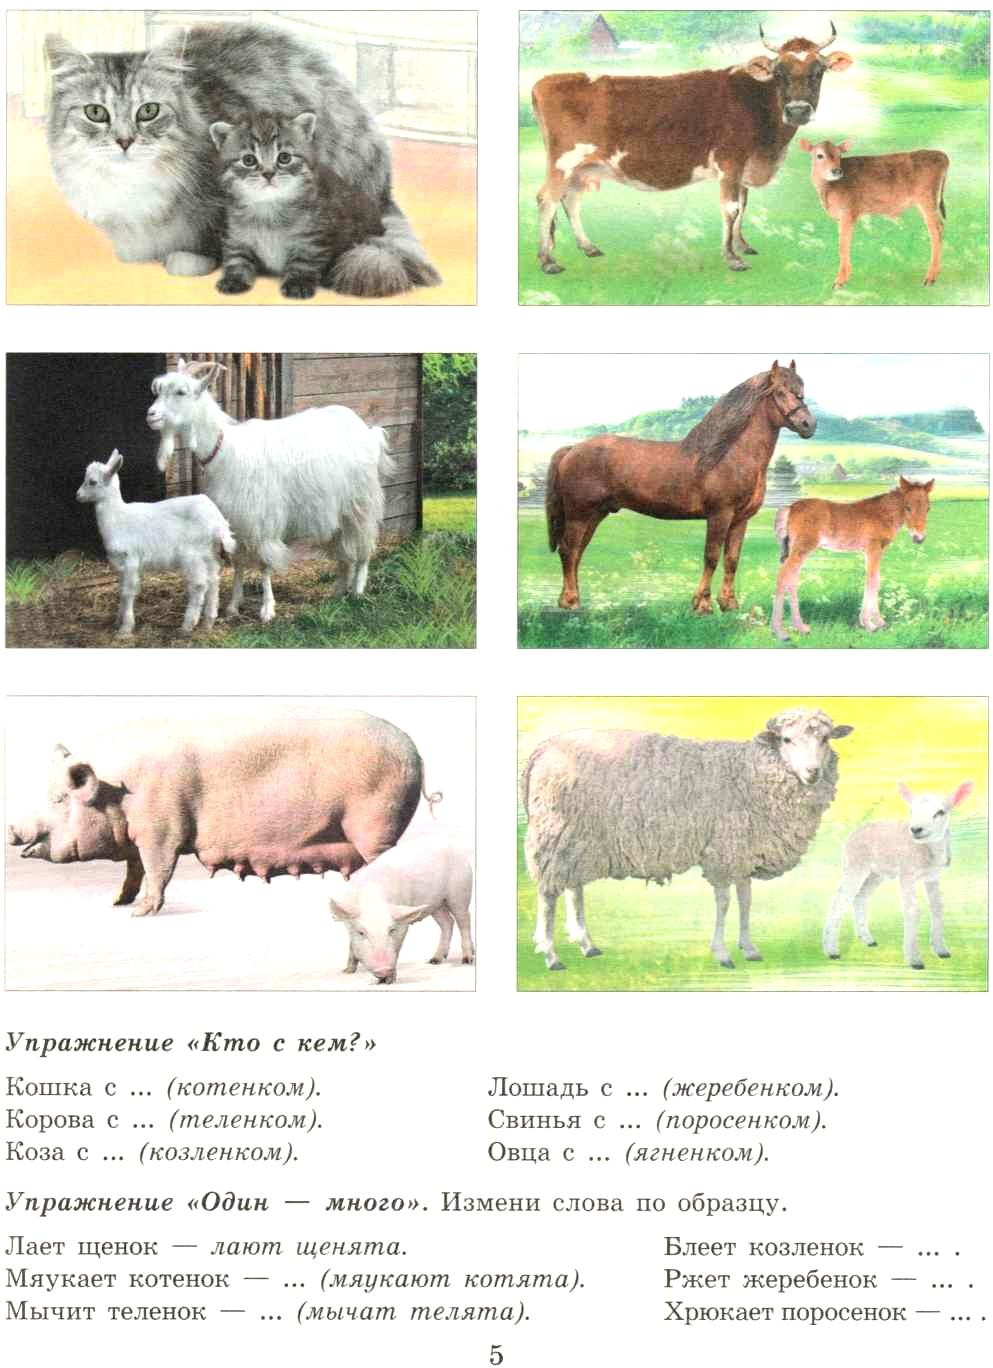 Упражнение «Кто с кем?»
Кошка с ... (котенком).
Корова с ... (теленком).
Коза с ... (козленком).
Лошадь с ... (жеребенком).
Свинья с ... (поросенком).
Овца с ... (ягненком).
Упражнение «Один — много». Измени слова по образцу.
Лает щенок — лают щенята.
Мяукает котенок — ... (мяукают котята).
Мычит теленок — ... (мычат телята).
Блеет козленок — ... .
Ржет жеребенок — ... .
Хрюкает поросенок — ... .
5